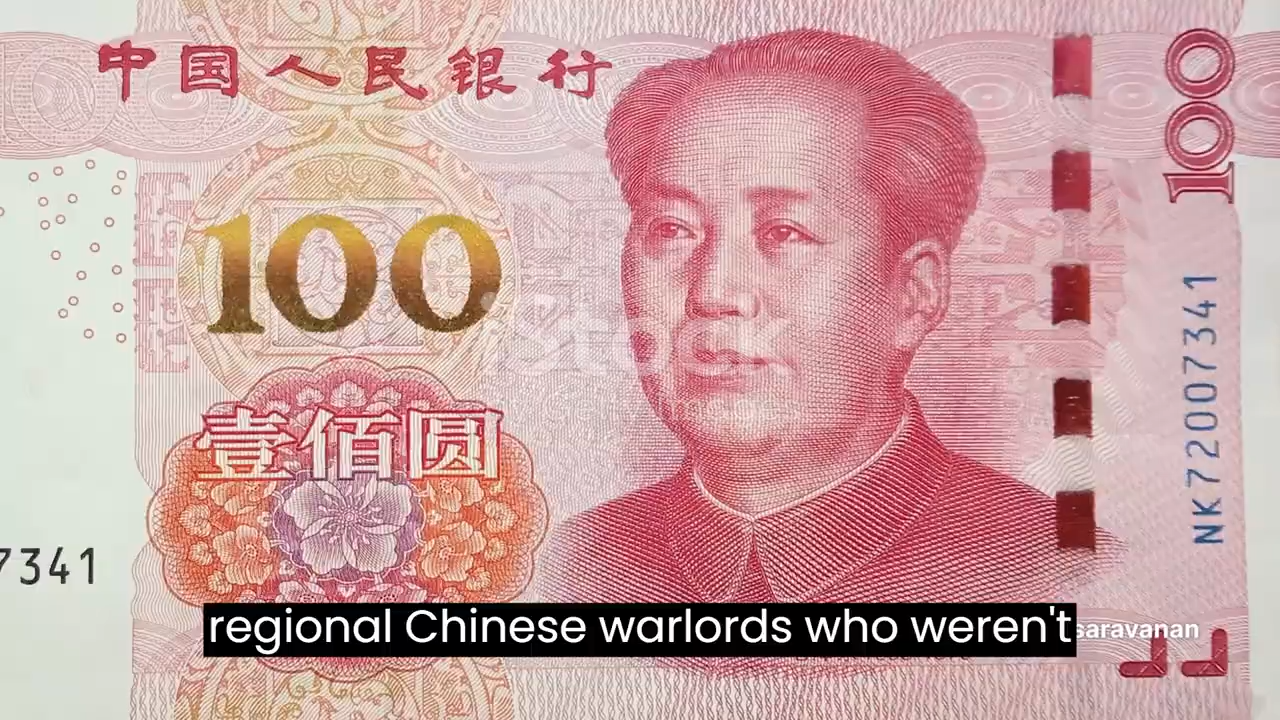 中国人民银行
100
100
壹佰圆
NK72007341
7341
iStock
regional Chinese warlords who weren't
saravanan